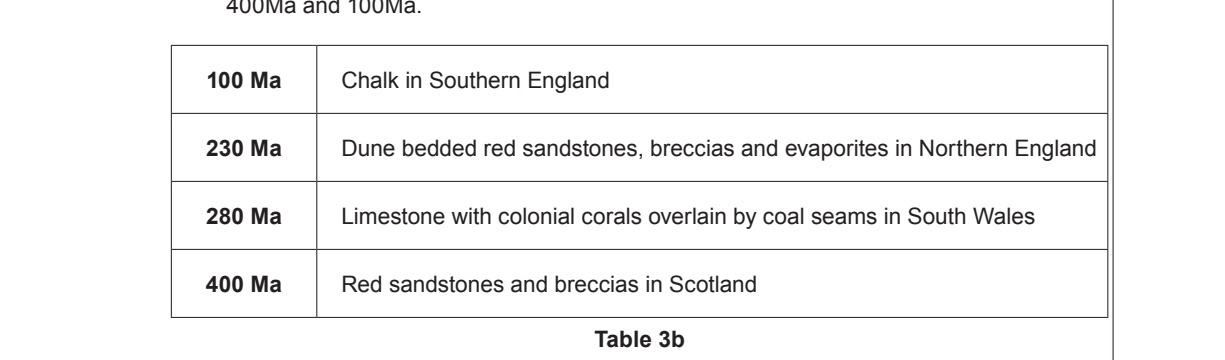 400Ma and 100Ma.
100 Ma Chalk in Southern England
230 Ma Dune bedded red sandstones, breccias and evaporites in Northern England
280 Ma Limestone with colonial corals overlain by coal seams in South Wales
400 Ma Red sandstones and breccias in Scotland
Table 3b